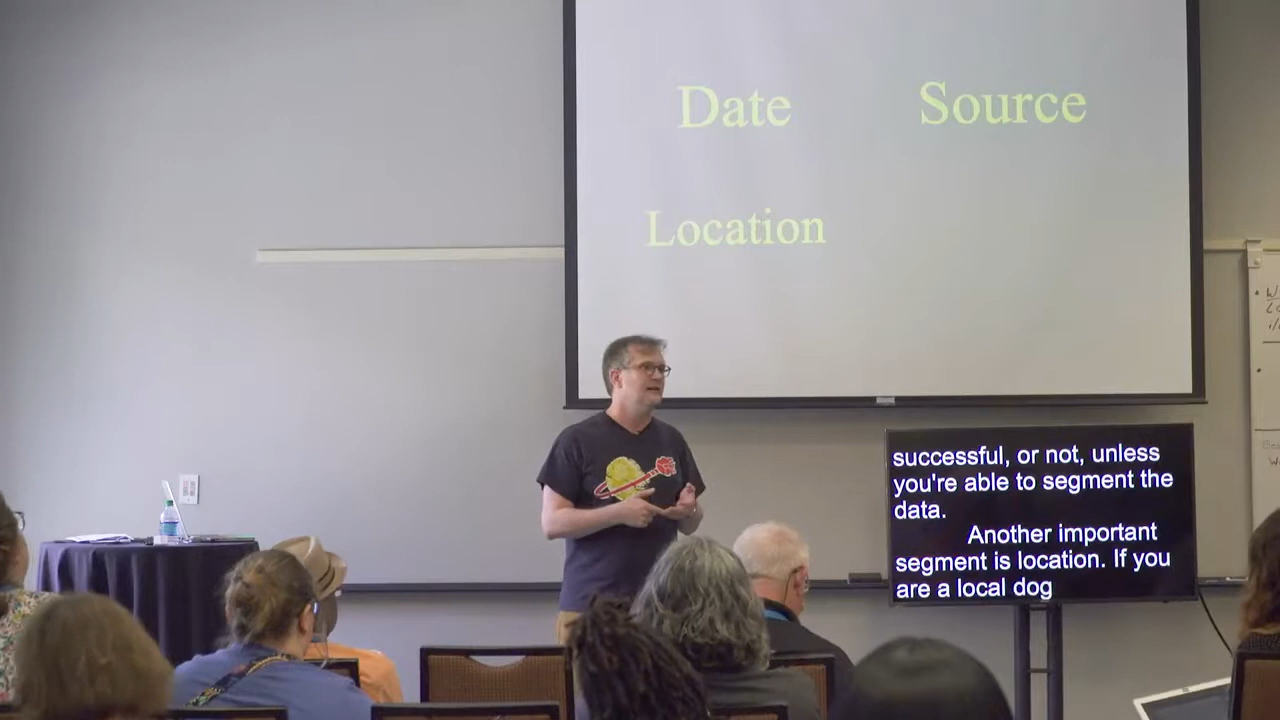 Date
Source
Location
successful, or not, unless
you're able to segment the
data.
Another important
segment is location. If you
are a local dog